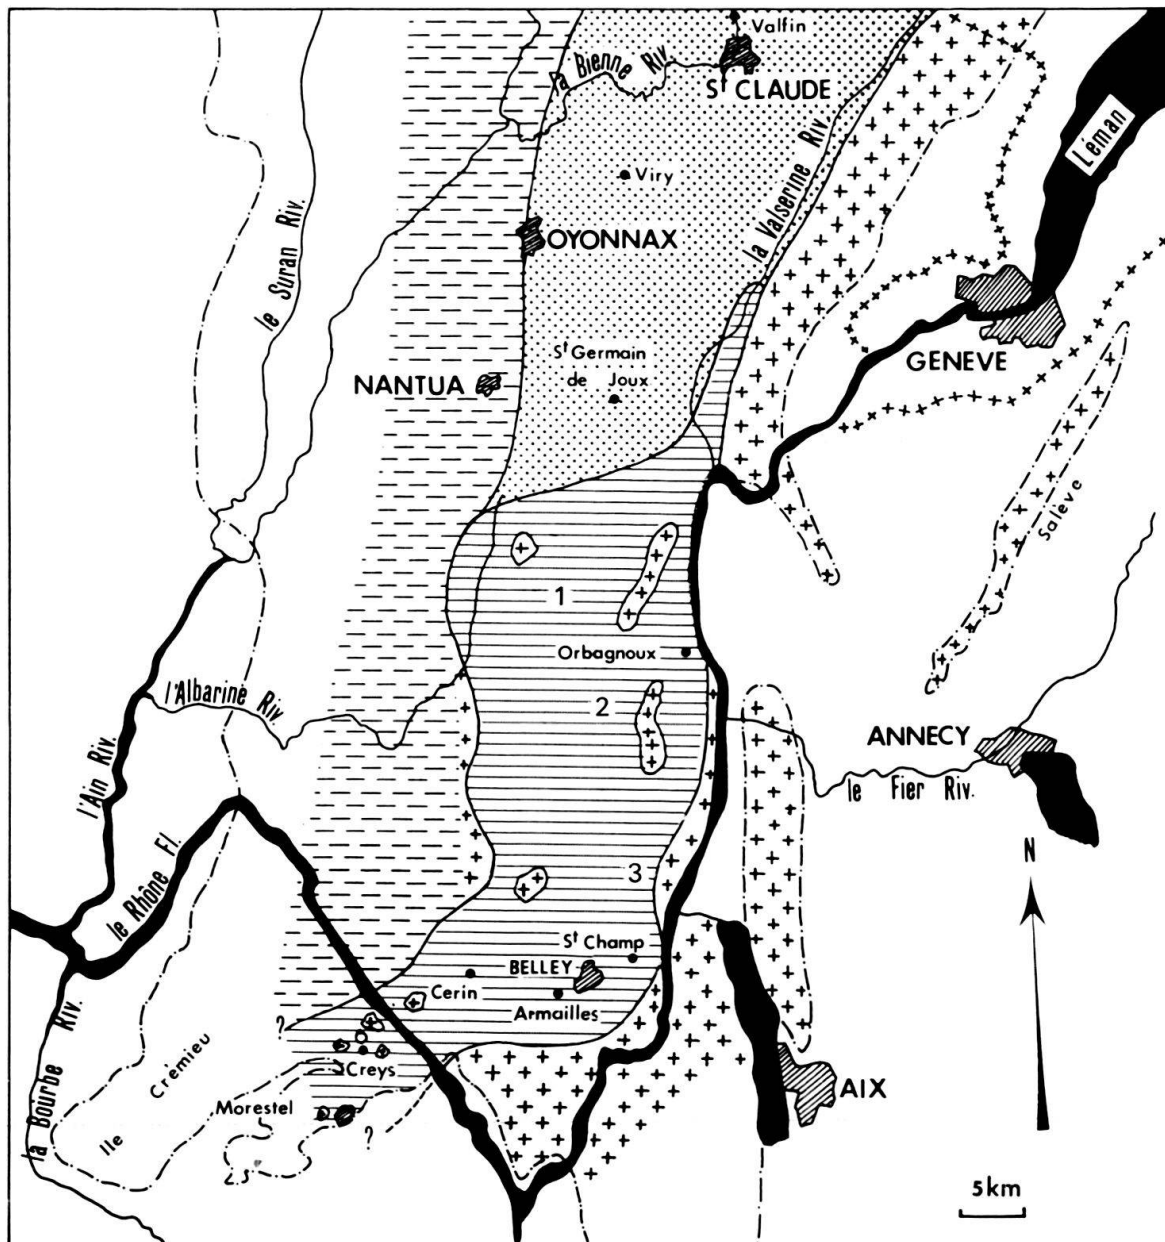 Valfin
la Bienne Riv.
St CLAUDE
Léman
Viry
la Valserine Riv.
OYONNAX
le Suran Riv.
St Germain
de Joux
NANTUA
GENEVE
Salève
1
Orbagnoux
l'Albarine Riv.
2
ANNECY
l'Ain Riv.
le Fier Riv.
le Rhône Fl.
N
3
St Champ
BELLEY
Cerin
Armailles
?
la Bourbe Riv.
Ile Crémieu
Creys
AIX
Morestel
?
5km